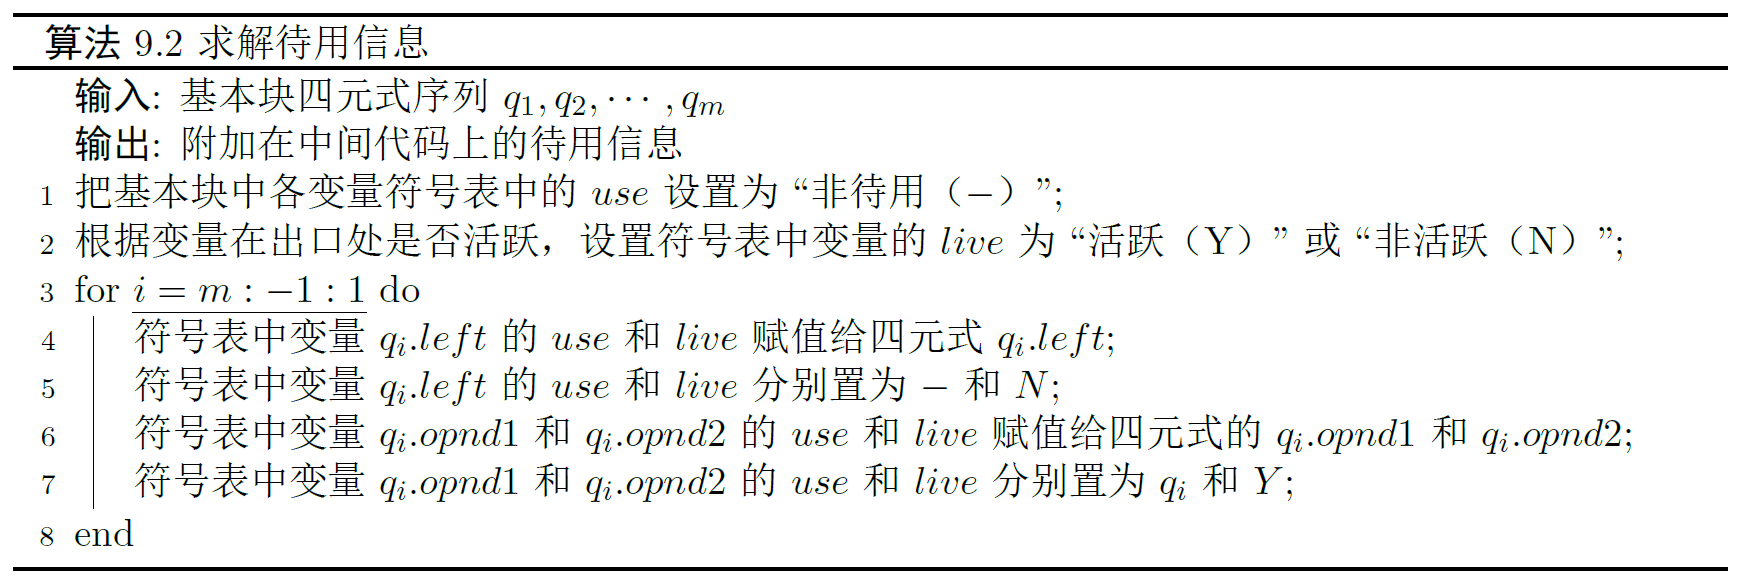 算法 9.2 求解待用信息
输入: 基本块四元式序列 q1, q2, ··· , qm
输出: 附加在中间代码上的待用信息
1 把基本块中各变量符号表中的 use 设置为 “非待用（−）”;
2 根据变量在出口处是否活跃，设置符号表中变量的 live 为 “活跃（Y）” 或 “非活跃（N）”;
3 for i = m : −1 : 1 do
4 符号表中变量 qi.left 的 use 和 live 赋值给四元式 qi.left;
5 符号表中变量 qi.left 的 use 和 live 分别置为 − 和 N;
6 符号表中变量 qi.opnd1 和 qi.opnd2 的 use 和 live 赋值给四元式的 qi.opnd1 和 qi.opnd2;
7 符号表中变量 qi.opnd1 和 qi.opnd2 的 use 和 live 分别置为 qi 和 Y;
8 end